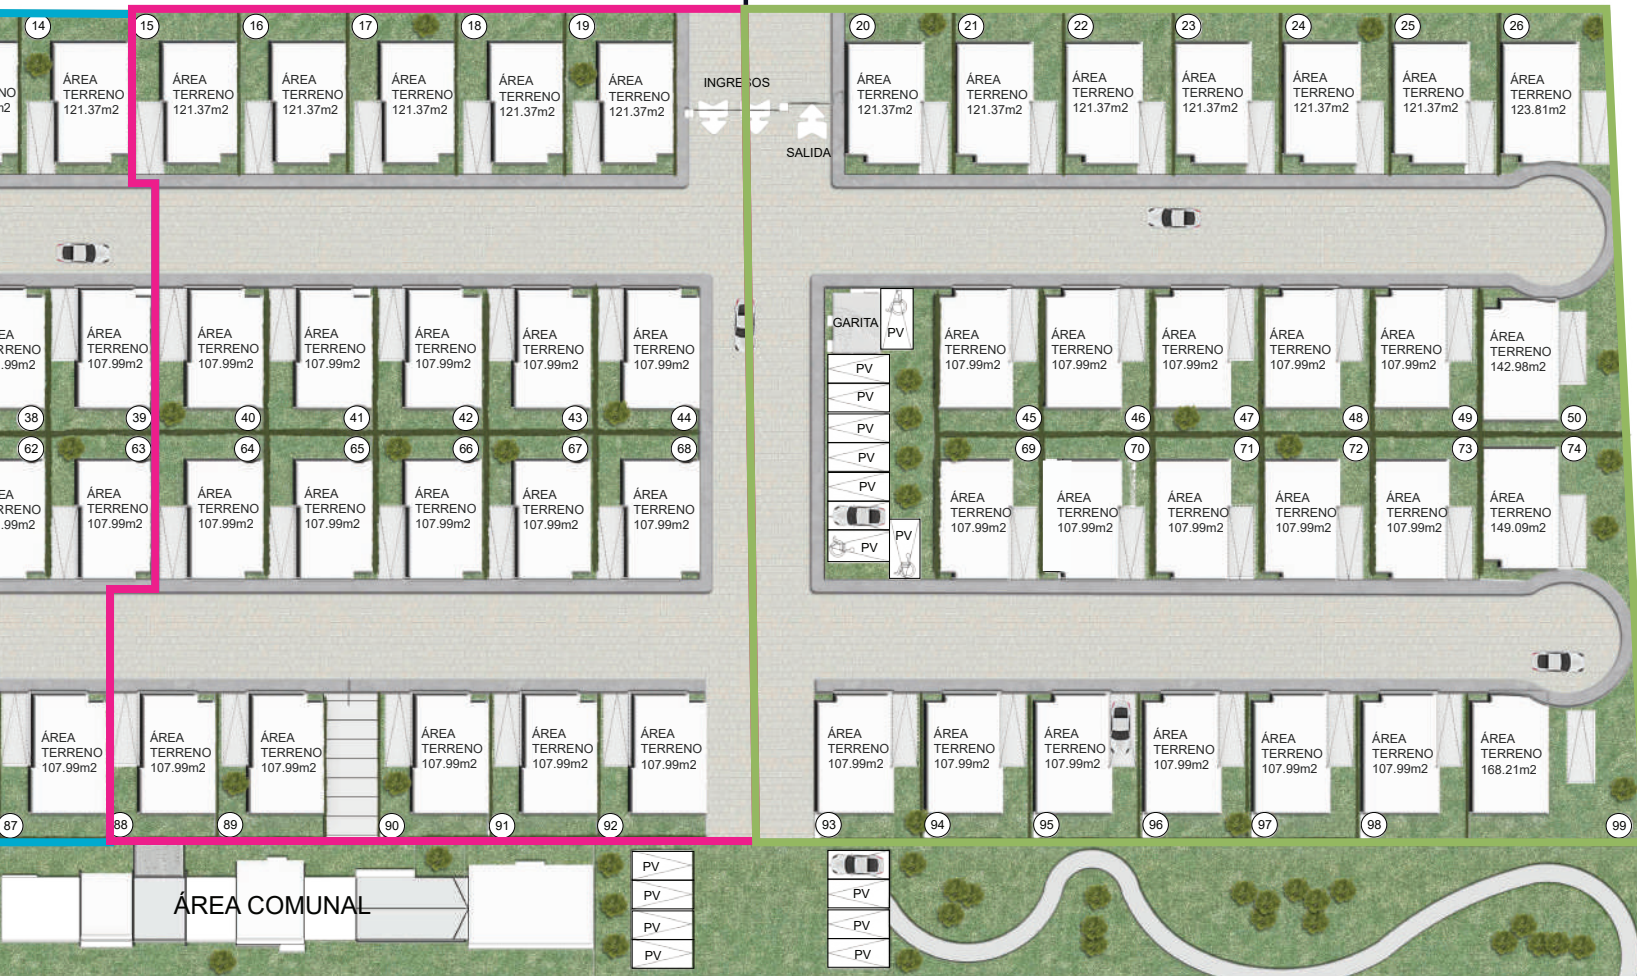 14
15
16
17
18
19
20
21
22
23
24
25
26
NO
ÁREA
TERRENO
121.37m2
ÁREA
TERRENO
121.37m2
ÁREA
TERRENO
121.37m2
ÁREA
TERRENO
121.37m2
ÁREA
TERRENO
121.37m2
ÁREA
TERRENO
121.37m2
INGRESOS
SALIDA
ÁREA
TERRENO
121.37m2
ÁREA
TERRENO
121.37m2
ÁREA
TERRENO
121.37m2
ÁREA
TERRENO
121.37m2
ÁREA
TERRENO
121.37m2
ÁREA
TERRENO
121.37m2
ÁREA
TERRENO
123.81m2
EA
RRENO
.99m2
ÁREA
TERRENO
107.99m2
ÁREA
TERRENO
107.99m2
ÁREA
TERRENO
107.99m2
ÁREA
TERRENO
107.99m2
ÁREA
TERRENO
107.99m2
ÁREA
TERRENO
107.99m2
GARITA
PV
ÁREA
TERRENO
107.99m2
ÁREA
TERRENO
107.99m2
ÁREA
TERRENO
107.99m2
ÁREA
TERRENO
107.99m2
ÁREA
TERRENO
107.99m2
ÁREA
TERRENO
142.98m2
38
39
40
41
42
43
44
45
46
47
48
49
50
PV
PV
PV
PV
PV
PV
PV
62
63
64
65
66
67
68
69
70
71
72
73
74
EA
RRENO
.99m2
ÁREA
TERRENO
107.99m2
ÁREA
TERRENO
107.99m2
ÁREA
TERRENO
107.99m2
ÁREA
TERRENO
107.99m2
ÁREA
TERRENO
107.99m2
ÁREA
TERRENO
107.99m2
ÁREA
TERRENO
107.99m2
ÁREA
TERRENO
107.99m2
ÁREA
TERRENO
107.99m2
ÁREA
TERRENO
107.99m2
ÁREA
TERRENO
107.99m2
ÁREA
TERRENO
149.09m2
ÁREA
TERRENO
107.99m2
ÁREA
TERRENO
107.99m2
ÁREA
TERRENO
107.99m2
ÁREA
TERRENO
107.99m2
ÁREA
TERRENO
107.99m2
ÁREA
TERRENO
107.99m2
ÁREA
TERRENO
107.99m2
ÁREA
TERRENO
107.99m2
ÁREA
TERRENO
107.99m2
ÁREA
TERRENO
107.99m2
ÁREA
TERRENO
107.99m2
ÁREA
TERRENO
107.99m2
ÁREA
TERRENO
168.21m2
87
88
89
90
91
92
93
94
95
96
97
98
99
ÁREA COMUNAL
PV
PV
PV
PV
PV
PV
PV